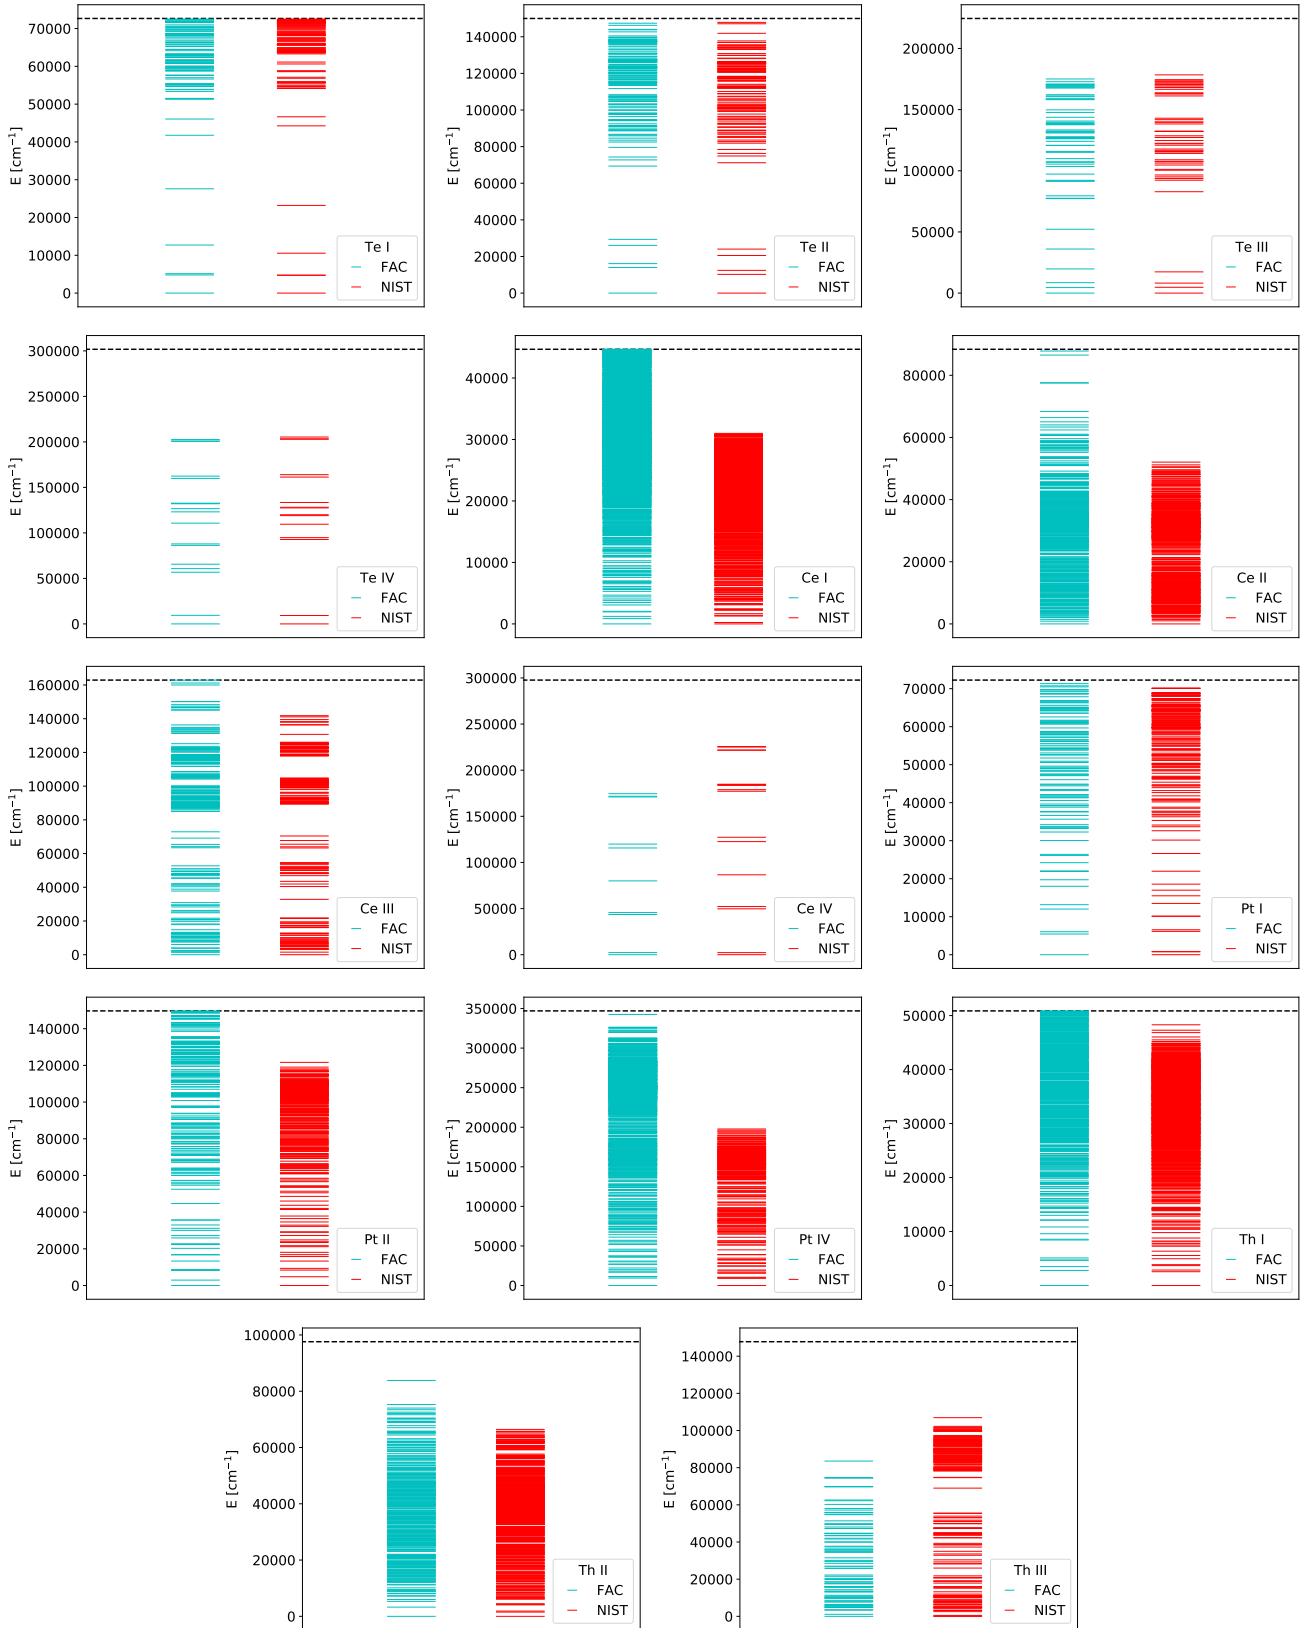 E [cm⁻¹]
70000
60000
50000
40000
30000
20000
10000
0
Te I
FAC
NIST
E [cm⁻¹]
140000
120000
100000
80000
60000
40000
20000
0
Te II
FAC
NIST
E [cm⁻¹]
200000
150000
100000
50000
0
Te III
FAC
NIST
E [cm⁻¹]
300000
250000
200000
150000
100000
50000
0
Te IV
FAC
NIST
E [cm⁻¹]
40000
30000
20000
10000
0
Ce I
FAC
NIST
E [cm⁻¹]
80000
60000
40000
20000
0
Ce II
FAC
NIST
E [cm⁻¹]
160000
140000
120000
100000
80000
60000
40000
20000
0
Ce III
FAC
NIST
E [cm⁻¹]
300000
250000
200000
150000
100000
50000
0
Ce IV
FAC
NIST
E [cm⁻¹]
70000
60000
50000
40000
30000
20000
10000
0
Pt I
FAC
NIST
E [cm⁻¹]
140000
120000
100000
80000
60000
40000
20000
0
Pt II
FAC
NIST
E [cm⁻¹]
350000
300000
250000
200000
150000
100000
50000
0
Pt IV
FAC
NIST
E [cm⁻¹]
50000
40000
30000
20000
10000
0
Th I
FAC
NIST
E [cm⁻¹]
100000
80000
60000
40000
20000
0
Th II
FAC
NIST
E [cm⁻¹]
140000
120000
100000
80000
60000
40000
20000
0
Th III
FAC
NIST